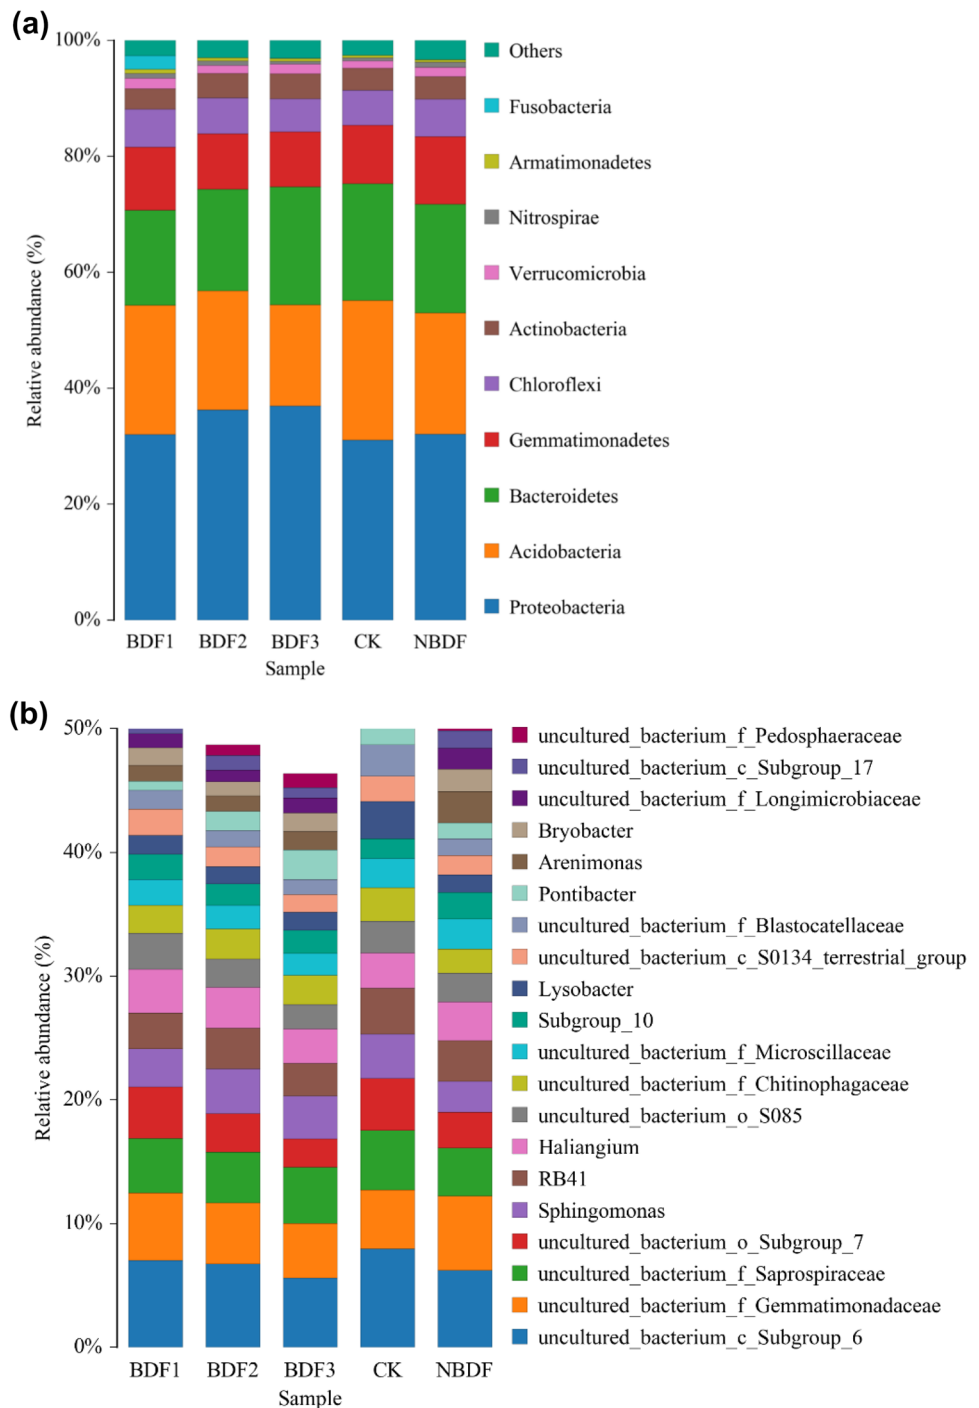 (a)
100%
80%
60%
40%
20%
0%
Relative abundance (%)
BDF1 BDF2 BDF3 CK NBDF
Sample
Others
Fusobacteria
Armatimonadetes
Nitrospirae
Verrucomicrobia
Actinobacteria
Chloroflexi
Gemmatimonadetes
Bacteroidetes
Acidobacteria
Proteobacteria
(b)
50%
40%
30%
20%
10%
0%
Relative abundance (%)
BDF1 BDF2 BDF3 CK NBDF
Sample
uncultured_bacterium_f_Pedosphaeraceae
uncultured_bacterium_c_Subgroup_17
uncultured_bacterium_f_Longimicrobiaceae
Bryobacter
Arenimonas
Pontibacter
uncultured_bacterium_f_Blastocatellaceae
uncultured_bacterium_c_S0134_terrestrial_group
Lysobacter
Subgroup_10
uncultured_bacterium_f_Microscillaceae
uncultured_bacterium_f_Chitinophagaceae
uncultured_bacterium_o_S085
Haliangium
RB41
Sphingomonas
uncultured_bacterium_o_Subgroup_7
uncultured_bacterium_f_Saprospiraceae
uncultured_bacterium_f_Gemmatimonadaceae
uncultured_bacterium_c_Subgroup_6